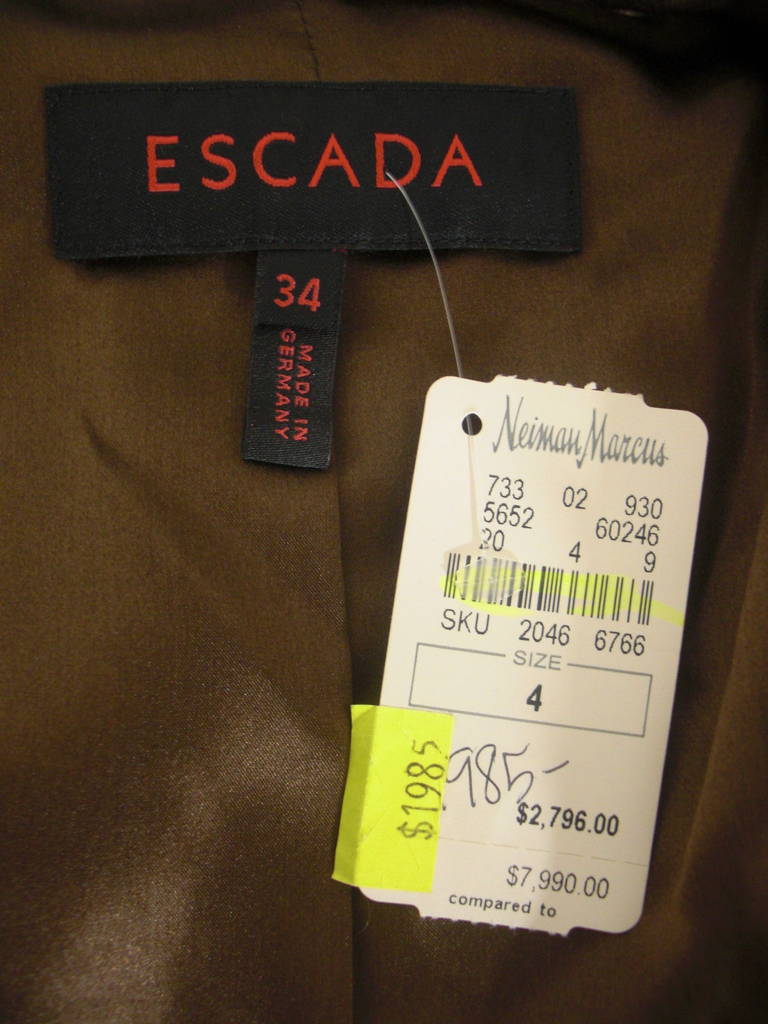 ESCADA
34
MADE IN
GERMANY
Neiman Marcus
733 02 930
5652 60246
20 4 9
SKU 2046 6766
SIZE
4
985-
$1985
$2,796.00
$7,990.00
compared to